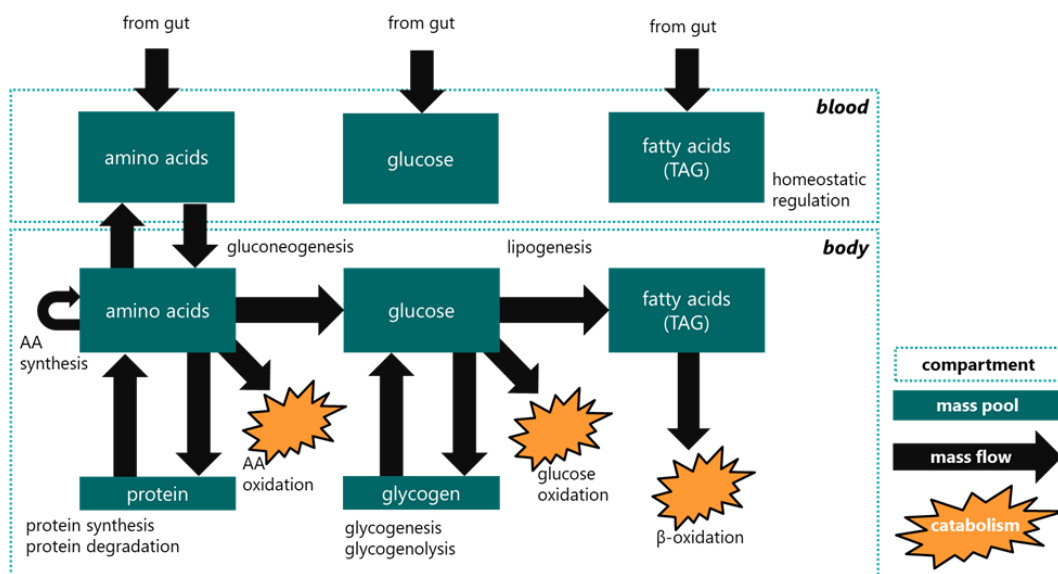 from gut
from gut
from gut
blood
amino acids
glucose
fatty acids
(TAG)
homeostatic
regulation
gluconeogenesis
lipogenesis
body
amino acids
glucose
fatty acids
(TAG)
AA
synthesis
AA
oxidation
glucose
oxidation
β-oxidation
protein
glycogen
protein synthesis
protein degradation
glycogenesis
glycogenolysis
compartment
mass pool
mass flow
catabolism